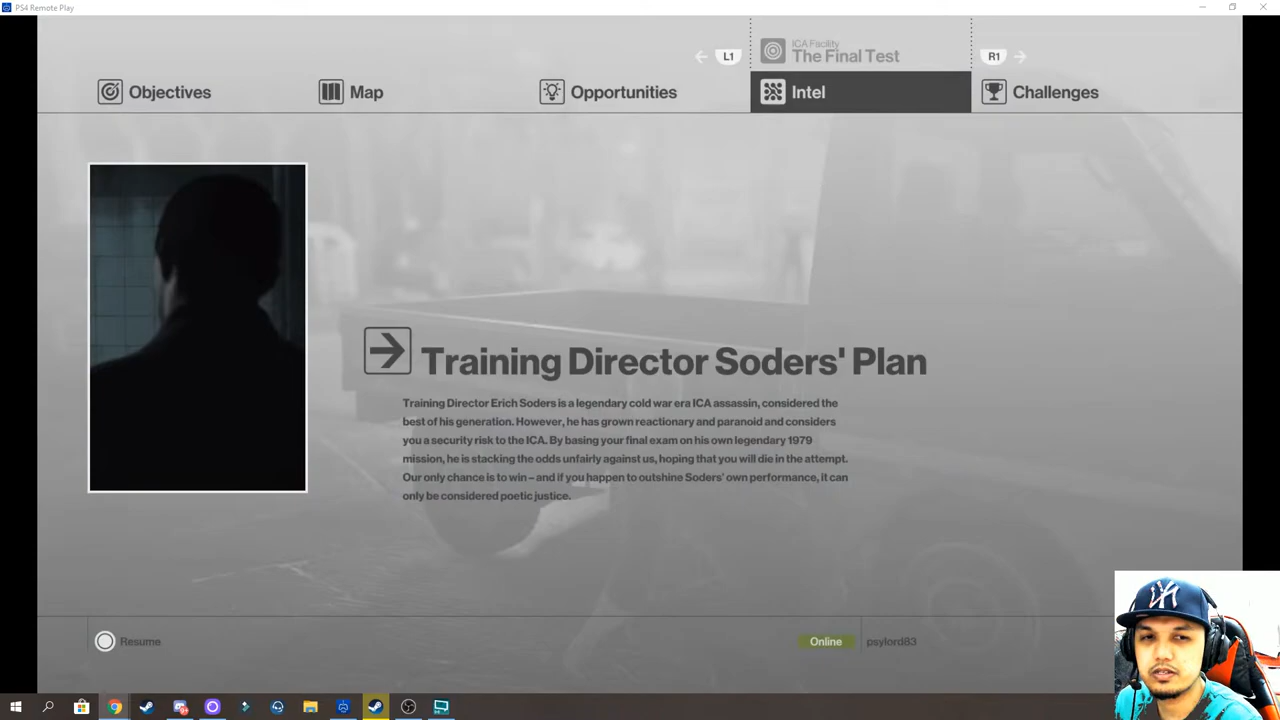 PS4 Remote Play
ICA Facility
The Final Test
L1
R1
Objectives
Map
Opportunities
Intel
Challenges
Training Director Soders' Plan
Training Director Erich Soders is a legendary cold war era ICA assassin, considered the
best of his generation. However, he has grown reactionary and paranoid and considers
you a security risk to the ICA. By basing your final exam on his own legendary 1979
mission, he is stacking the odds unfairly against us, hoping that you will die in the attempt.
Our only chance is to win – and if you happen to outshine Soders' own performance, it can
only be considered poetic justice.
Resume
Online
psylord83